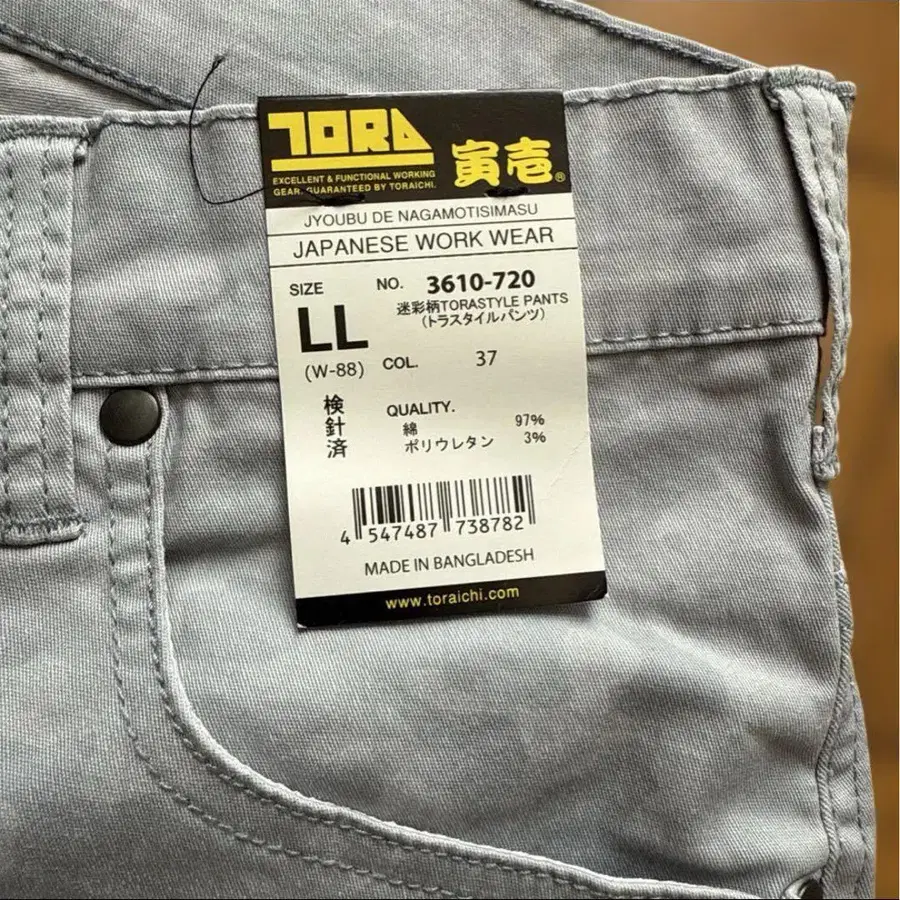 TORA
EXCELLENT & FUNCTIONAL WORKING
GEAR. GUARANTEED BY TORAICHI.
寅壱®
JYOUBU DE NAGAMOTISIMASU
JAPANESE WORK WEAR
SIZE
LL
(W-88)
NO. 3610-720
迷彩柄TORASTYLE PANTS
(トラスタイルパンツ)
COL. 37
検針済
QUALITY.
綿 97%
ポリウレタン 3%
4 547487 738782
MADE IN BANGLADESH
www.toraichi.com